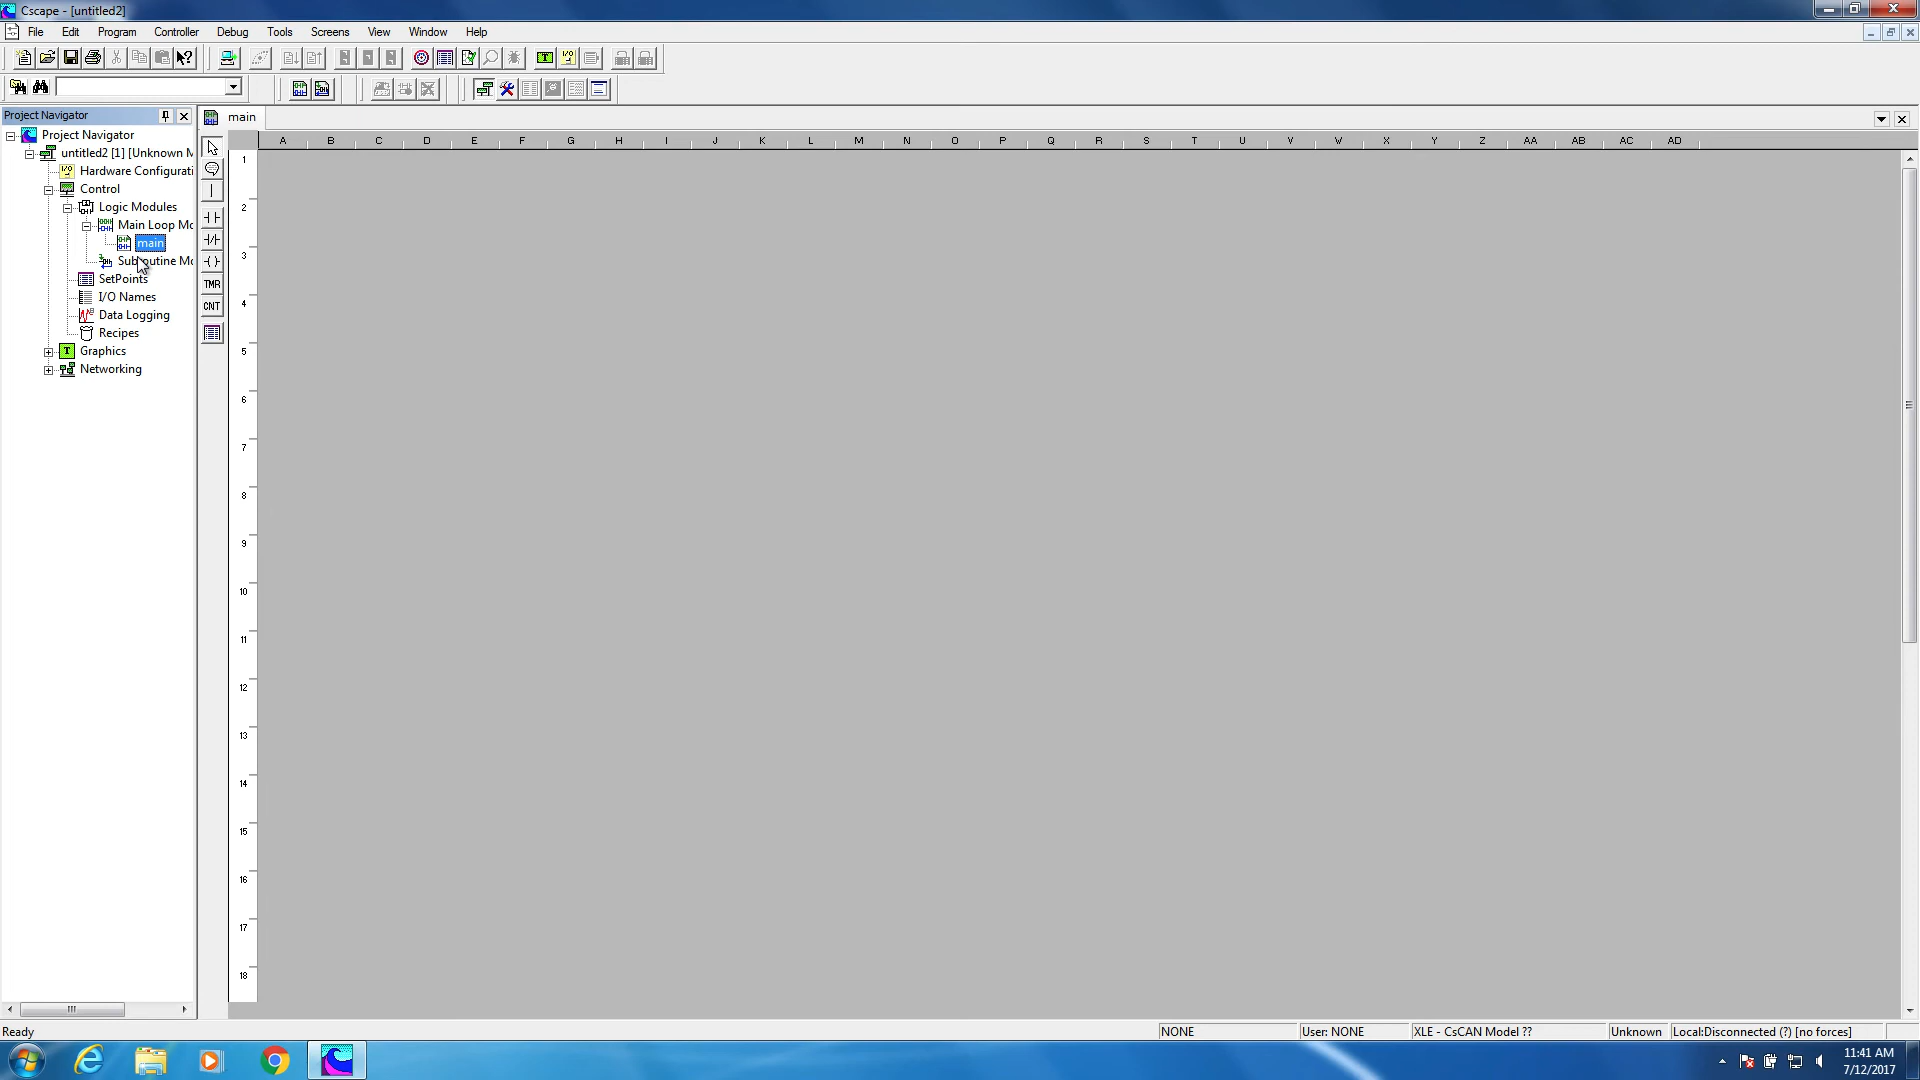 Cscape - [untitled2]
File Edit Program Controller Debug Tools Screens View Window Help
Project Navigator
main
Project Navigator
untitled2 [1] [Unknown M
Hardware Configurati
Control
Logic Modules
Main Loop Mo
main
Subroutine Mo
SetPoints
I/O Names
Data Logging
Recipes
Graphics
Networking
TMR
CNT
A B C D E F G H I J K L M N O P Q R S T U V W X Y Z AA AB AC AD
1
2
3
4
5
6
7
8
9
10
11
12
13
14
15
16
17
18
Ready
NONE
User: NONE
XLE - CsCAN Model ??
Unknown
Local:Disconnected (?) [no forces]
11:41 AM
7/12/2017